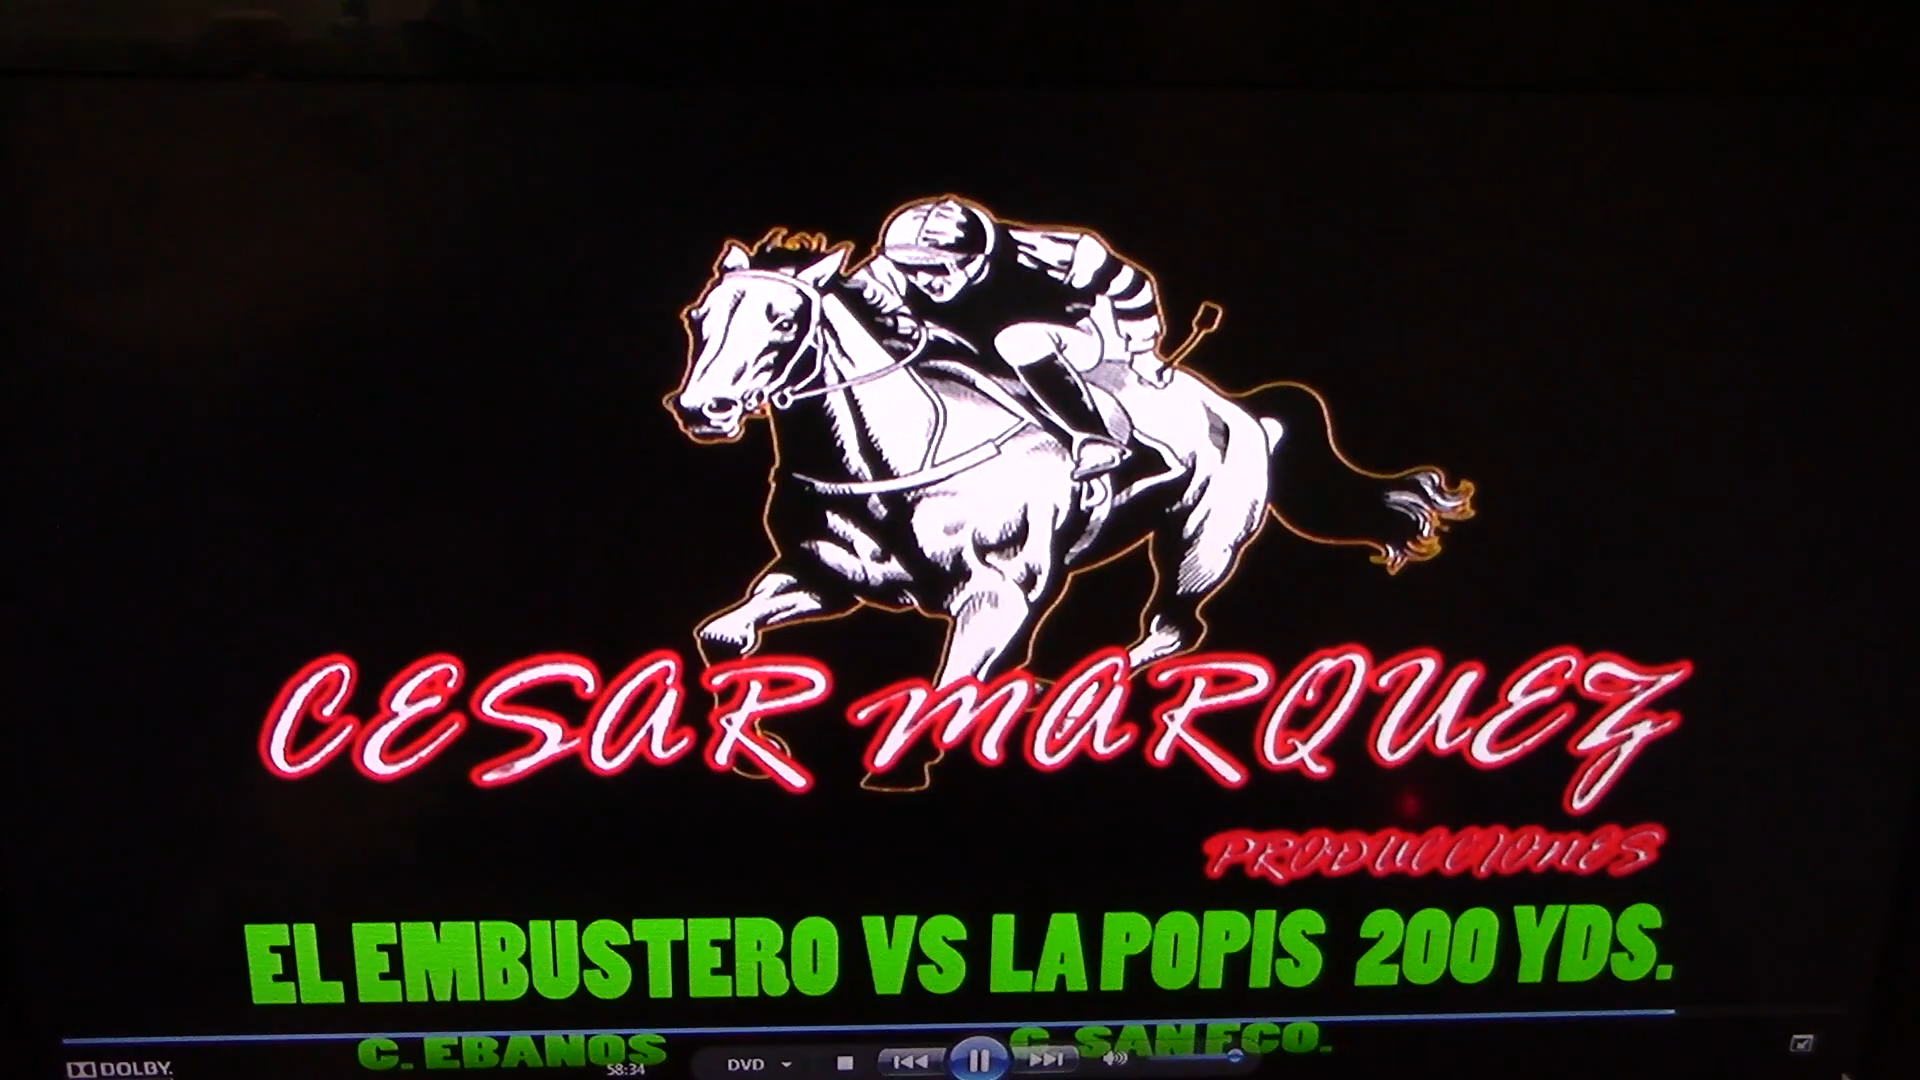 CESAR MARQUEZ
PRODUCCIONES
EL EMBUSTERO VS LA POPIS 200 YDS.
C. EBANOS C. SAN FCO.
DOLBY. 58:34 DVD